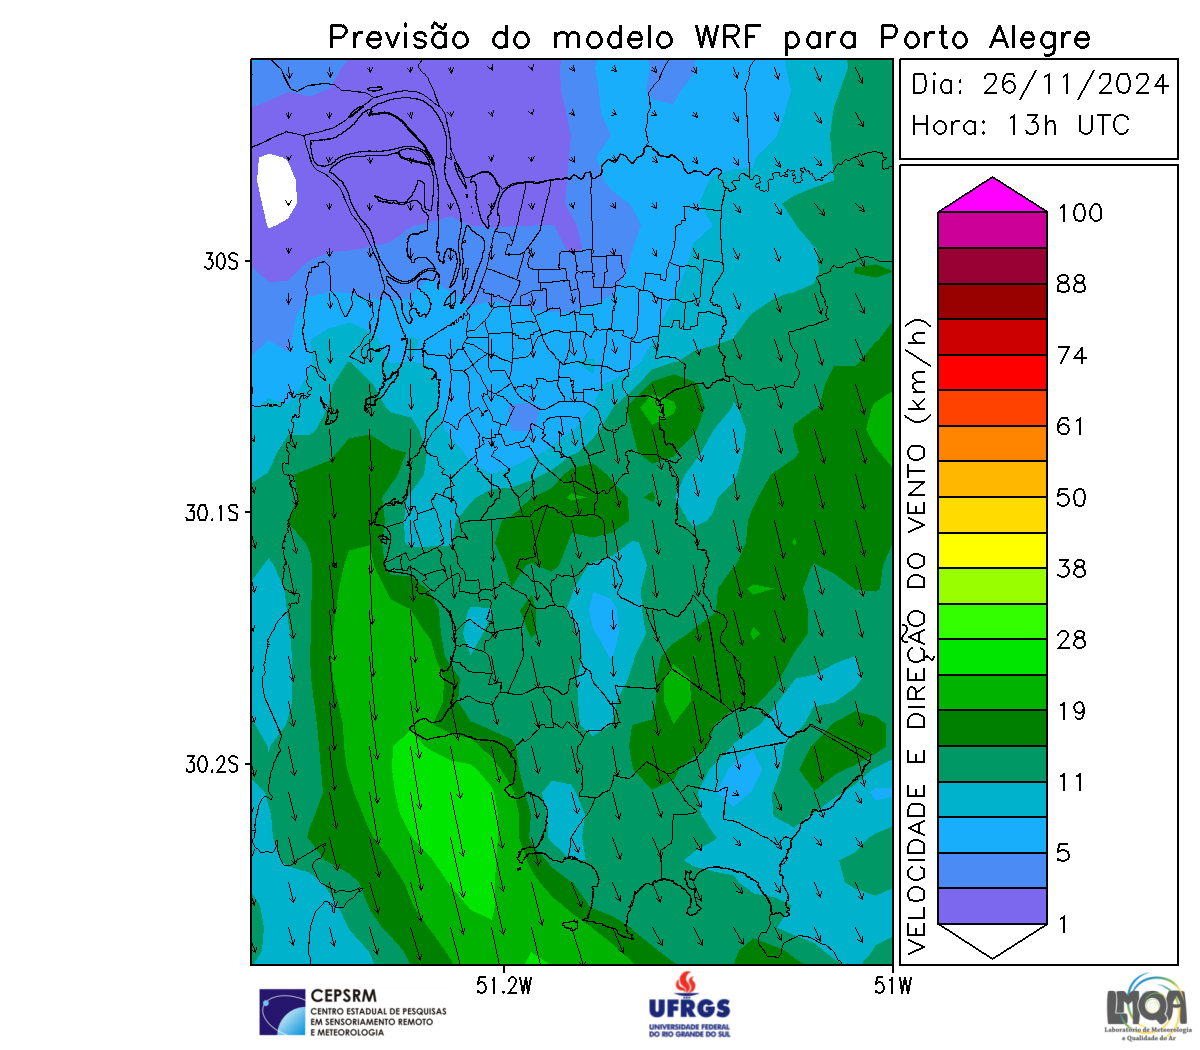 Previsão do modelo WRF para Porto Alegre
Dia: 26/11/2024
Hora: 13h UTC
30S
30.1S
30.2S
51.2W
51W
VELOCIDADE E DIREÇÃO DO VENTO (km/h)
100
88
74
61
50
38
28
19
11
5
1
CEPSRM
CENTRO ESTADUAL DE PESQUISAS
EM SENSORIAMENTO REMOTO
E METEOROLOGIA
UFRGS
UNIVERSIDADE FEDERAL
DO RIO GRANDE DO SUL
LMQA
Laboratório de Meteorologia
e Qualidade do Ar